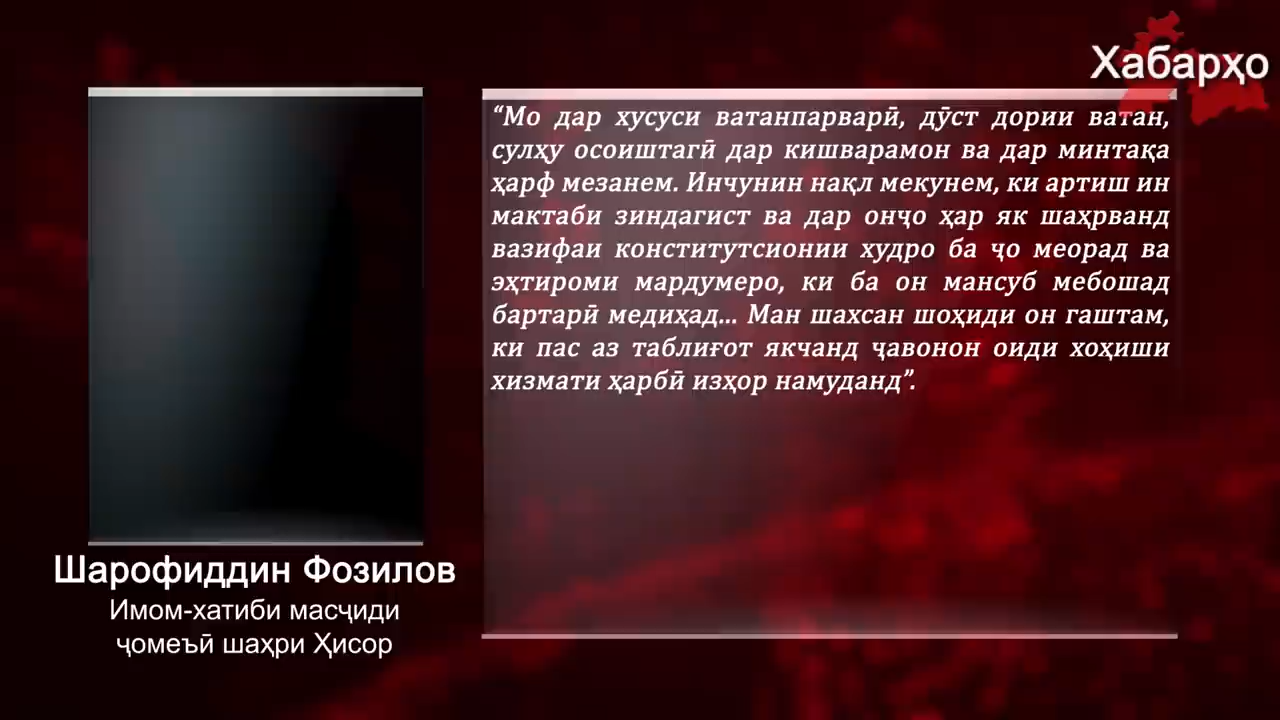 Хабарҳо
“Мо дар хусуси ватанпарварӣ, дӯст дории ватан,
сулҳу осоиштагӣ дар кишварамон ва дар минтақа
ҳарф мезанем. Инчунин нақл мекунем, ки артиш ин
мактаби зиндагист ва дар онҷо ҳар як шаҳрванд
вазифаи конститутсионии худро ба ҷо меорад ва
эҳтироми мардумеро, ки ба он мансуб мебошад
бартарӣ медиҳад... Ман шахсан шоҳиди он гаштам,
ки пас аз таблиғот якчанд ҷавонон оиди хоҳиши
хизмати ҳарбӣ изҳор намуданд”.
Шарофиддин Фозилов
Имом-хатиби масҷиди
ҷомеъӣ шаҳри Ҳисор